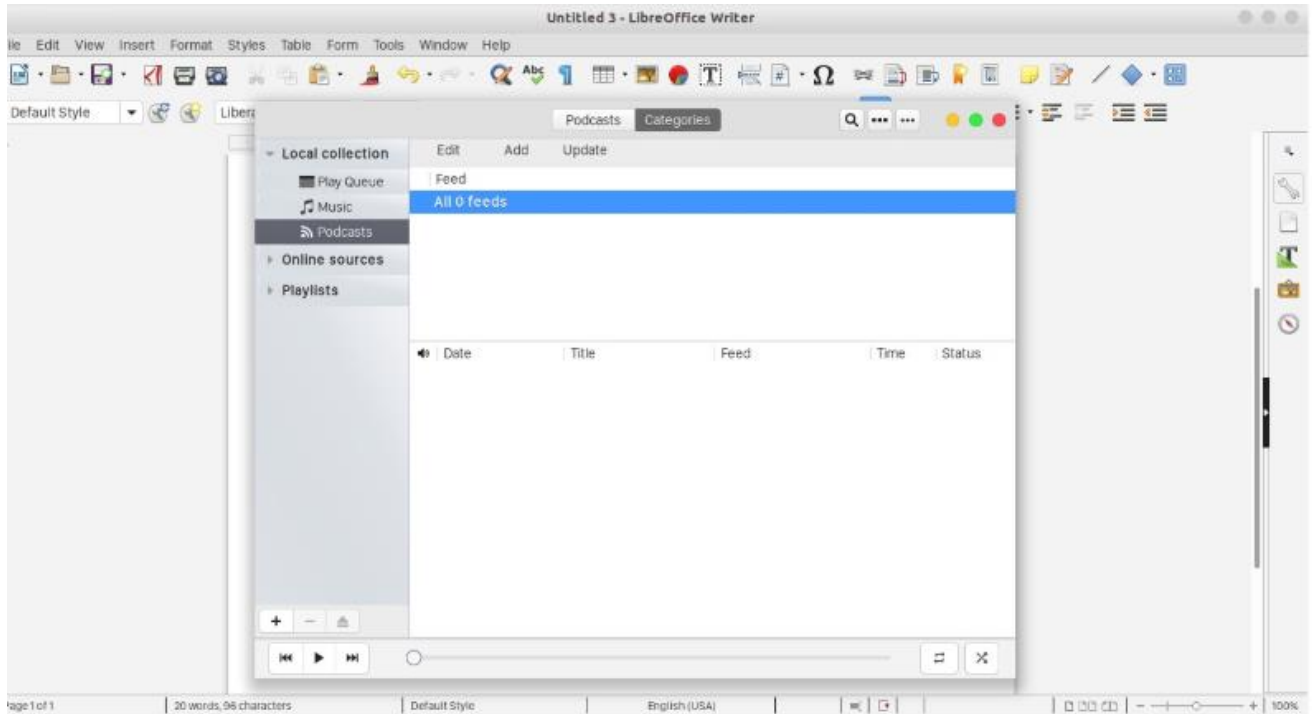 Untitled 3 - LibreOffice Writer
ile Edit View Insert Format Styles Table Form Tools Window Help
Default Style Libera
Podcasts Categories
Local collection
Edit Add Update
Play Queue
Feed
Music
All 0 feeds
Podcasts
Online sources
Playlists
Date Title Feed Time Status
Page 1 of 1 20 words, 96 characters Default Style English (USA) 100%